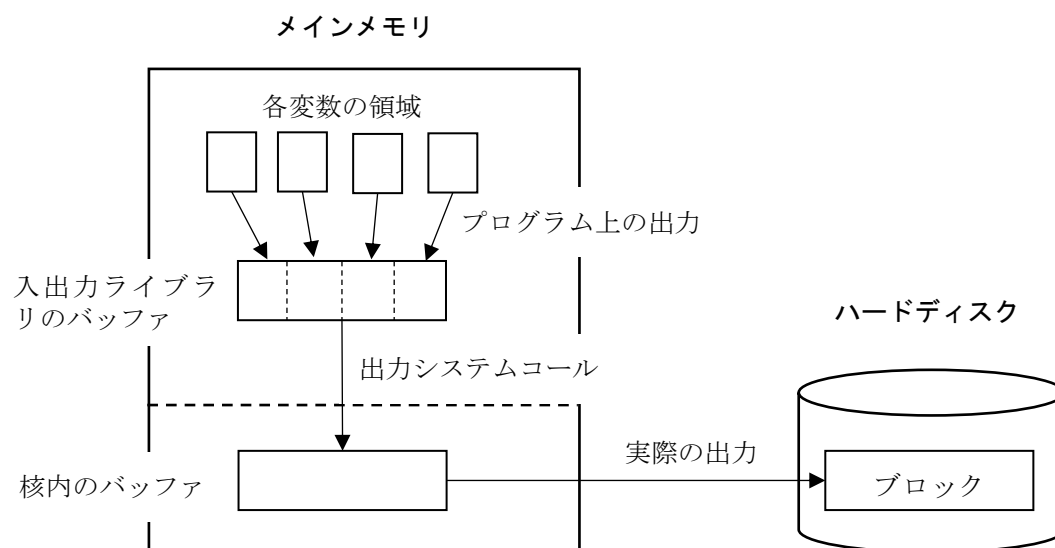 メインメモリ
各変数の領域
プログラム上の出力
入出力ライブラ
リのバッファ
ハードディスク
出力システムコール
実際の出力
核内のバッファ
ブロック